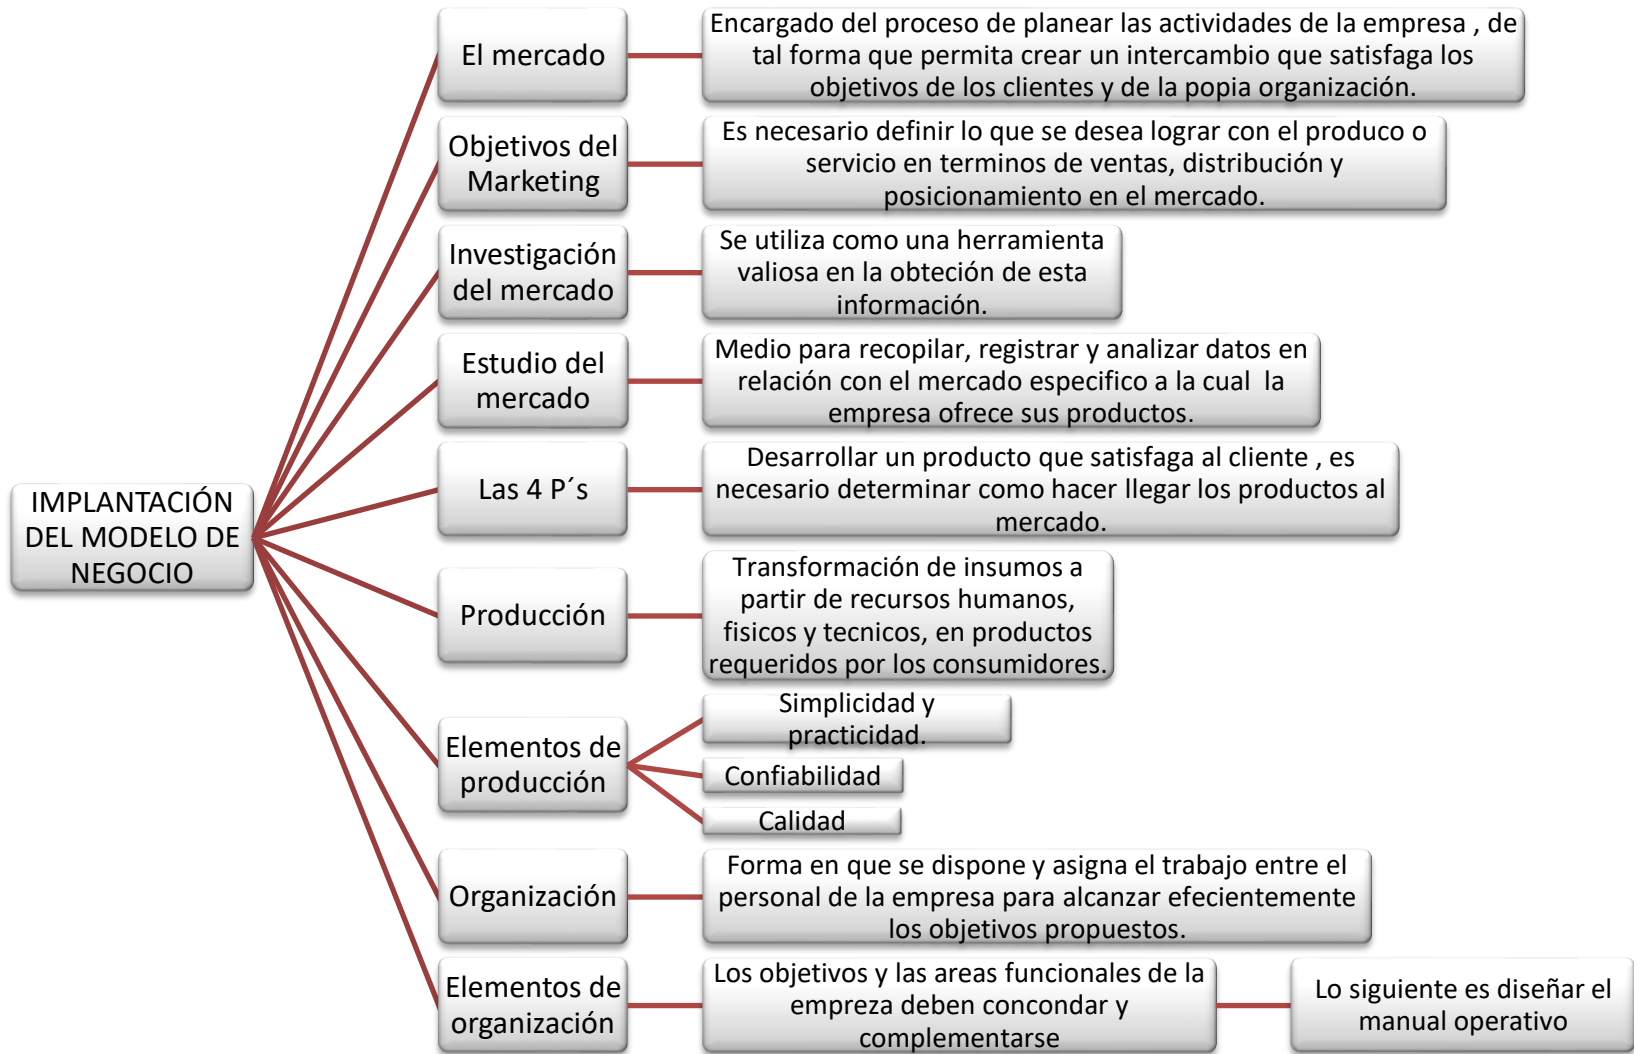 IMPLANTACIÓN
DEL MODELO DE
NEGOCIO
El mercado
Encargado del proceso de planear las actividades de la empresa , de
tal forma que permita crear un intercambio que satisfaga los
objetivos de los clientes y de la popia organización.
Objetivos del
Marketing
Es necesario definir lo que se desea lograr con el produco o
servicio en terminos de ventas, distribución y
posicionamiento en el mercado.
Investigación
del mercado
Se utiliza como una herramienta
valiosa en la obteción de esta
información.
Estudio del
mercado
Medio para recopilar, registrar y analizar datos en
relación con el mercado especifico a la cual la
empresa ofrece sus productos.
Las 4 P´s
Desarrollar un producto que satisfaga al cliente , es
necesario determinar como hacer llegar los productos al
mercado.
Producción
Transformación de insumos a
partir de recursos humanos,
fisicos y tecnicos, en productos
requeridos por los consumidores.
Elementos de
producción
Simplicidad y
practicidad.
Confiabilidad
Calidad
Organización
Forma en que se dispone y asigna el trabajo entre el
personal de la empresa para alcanzar efecientemente
los objetivos propuestos.
Elementos de
organización
Los objetivos y las areas funcionales de la
empreza deben concondar y
complementarse
Lo siguiente es diseñar el
manual operativo